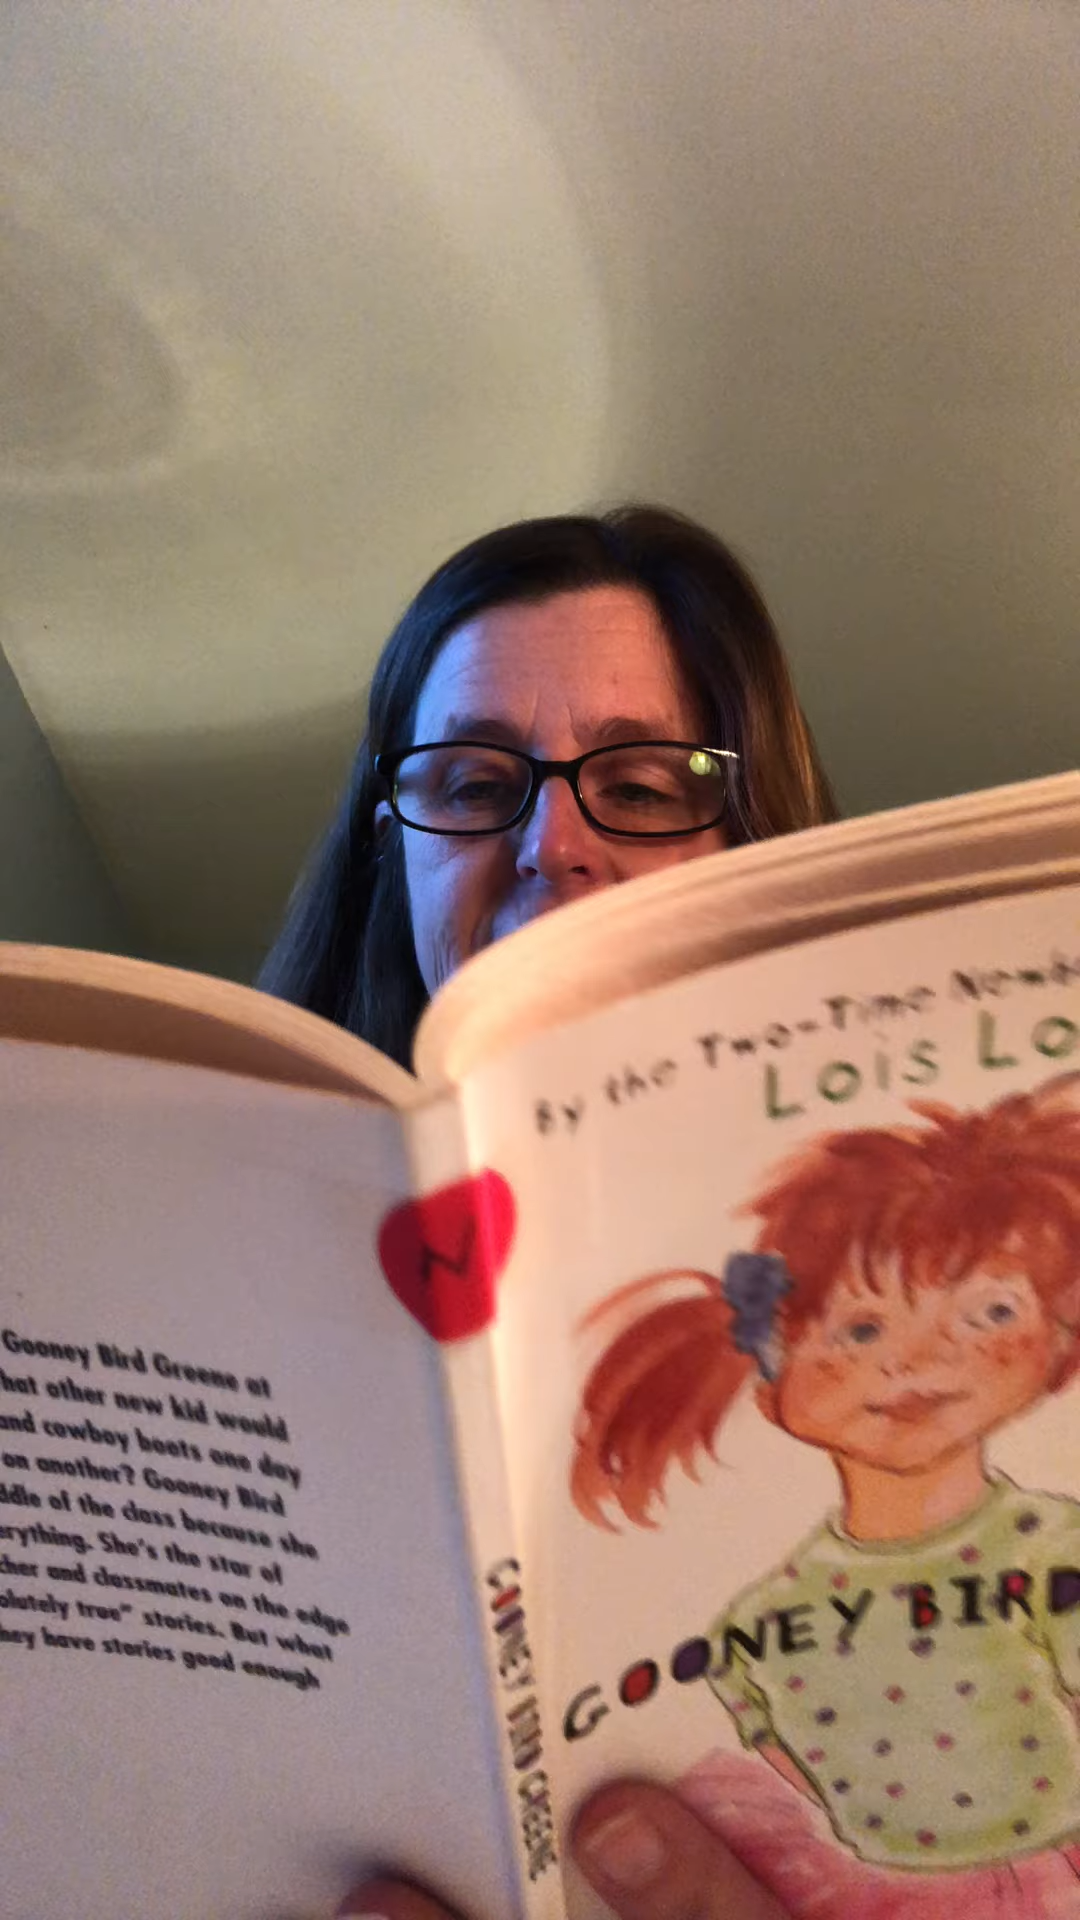 Gooney Bird Greene at
hat other new kid would
and cowboy boots one day
on another? Gooney Bird
ddle of the class because she
erything. She's the star of
cher and classmates on the edge
olutely true" stories. But what
hey have stories good enough
GOONEY BIRD GREENE
By the Two-Time Newbe
LOIS LO
GOONEY BIRD